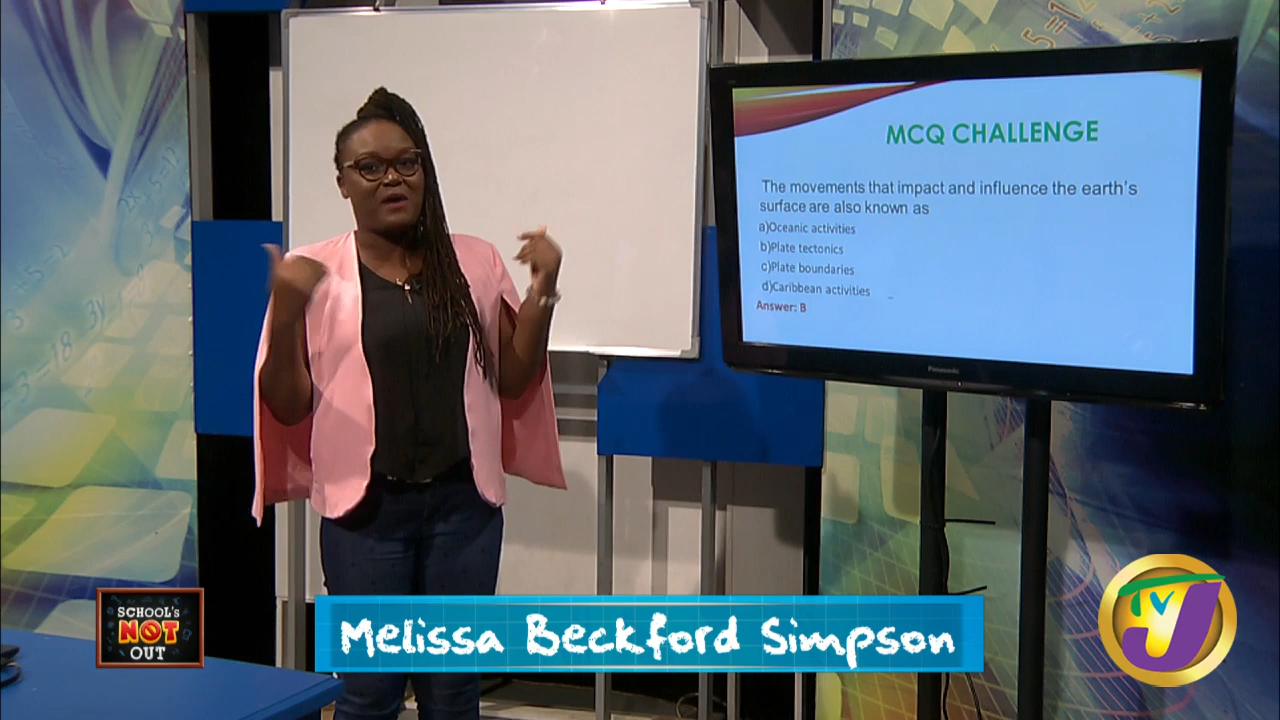 MCQ CHALLENGE
The movements that impact and influence the earth's
surface are also known as
a)Oceanic activities
b)Plate tectonics
c)Plate boundaries
d)Caribbean activities
Answer: B
Panasonic
SCHOOL's
NOT
OUT
Melissa Beckford Simpson
TVJ